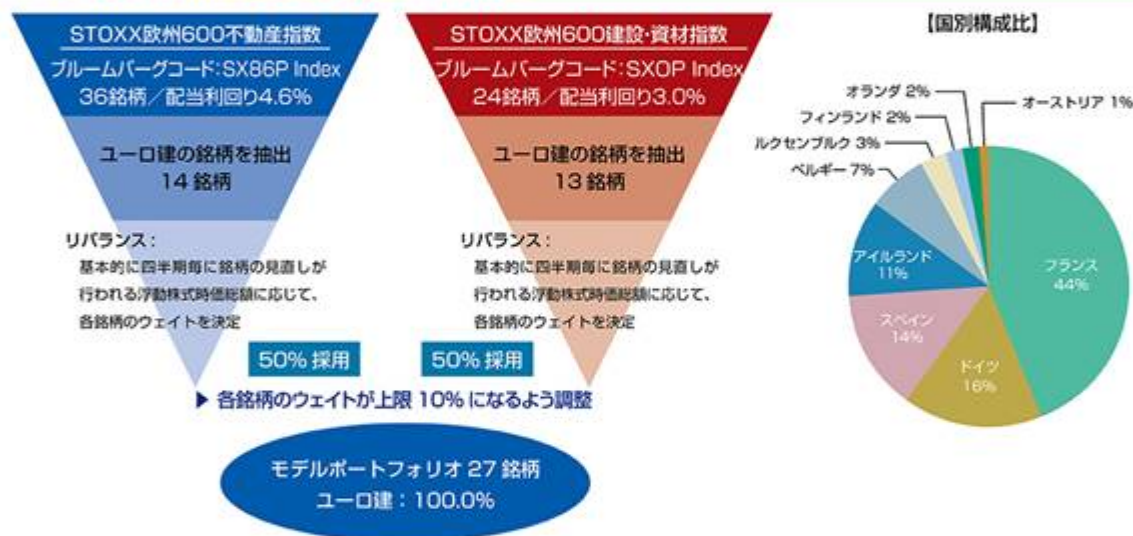 STOXX欧州600不動産指数
ブルームバーグコード:SX86P Index
36銘柄／配当利回り4.6%
ユーロ建の銘柄を抽出
14 銘柄
リバランス：
基本的に四半期毎に銘柄の見直しが
行われる浮動株式時価総額に応じて、
各銘柄のウェイトを決定
50% 採用
STOXX欧州600建設・資材指数
ブルームバーグコード:SXOP Index
24銘柄／配当利回り3.0%
ユーロ建の銘柄を抽出
13 銘柄
リバランス：
基本的に四半期毎に銘柄の見直しが
行われる浮動株式時価総額に応じて、
各銘柄のウェイトを決定
50% 採用
▶ 各銘柄のウェイトが上限 10% になるよう調整
モデルポートフォリオ 27 銘柄
ユーロ建：100.0%
【国別構成比】
オランダ 2%
オーストリア 1%
フィンランド 2%
ルクセンブルク 3%
ベルギー 7%
アイルランド
11%
フランス
44%
スペイン
14%
ドイツ
16%